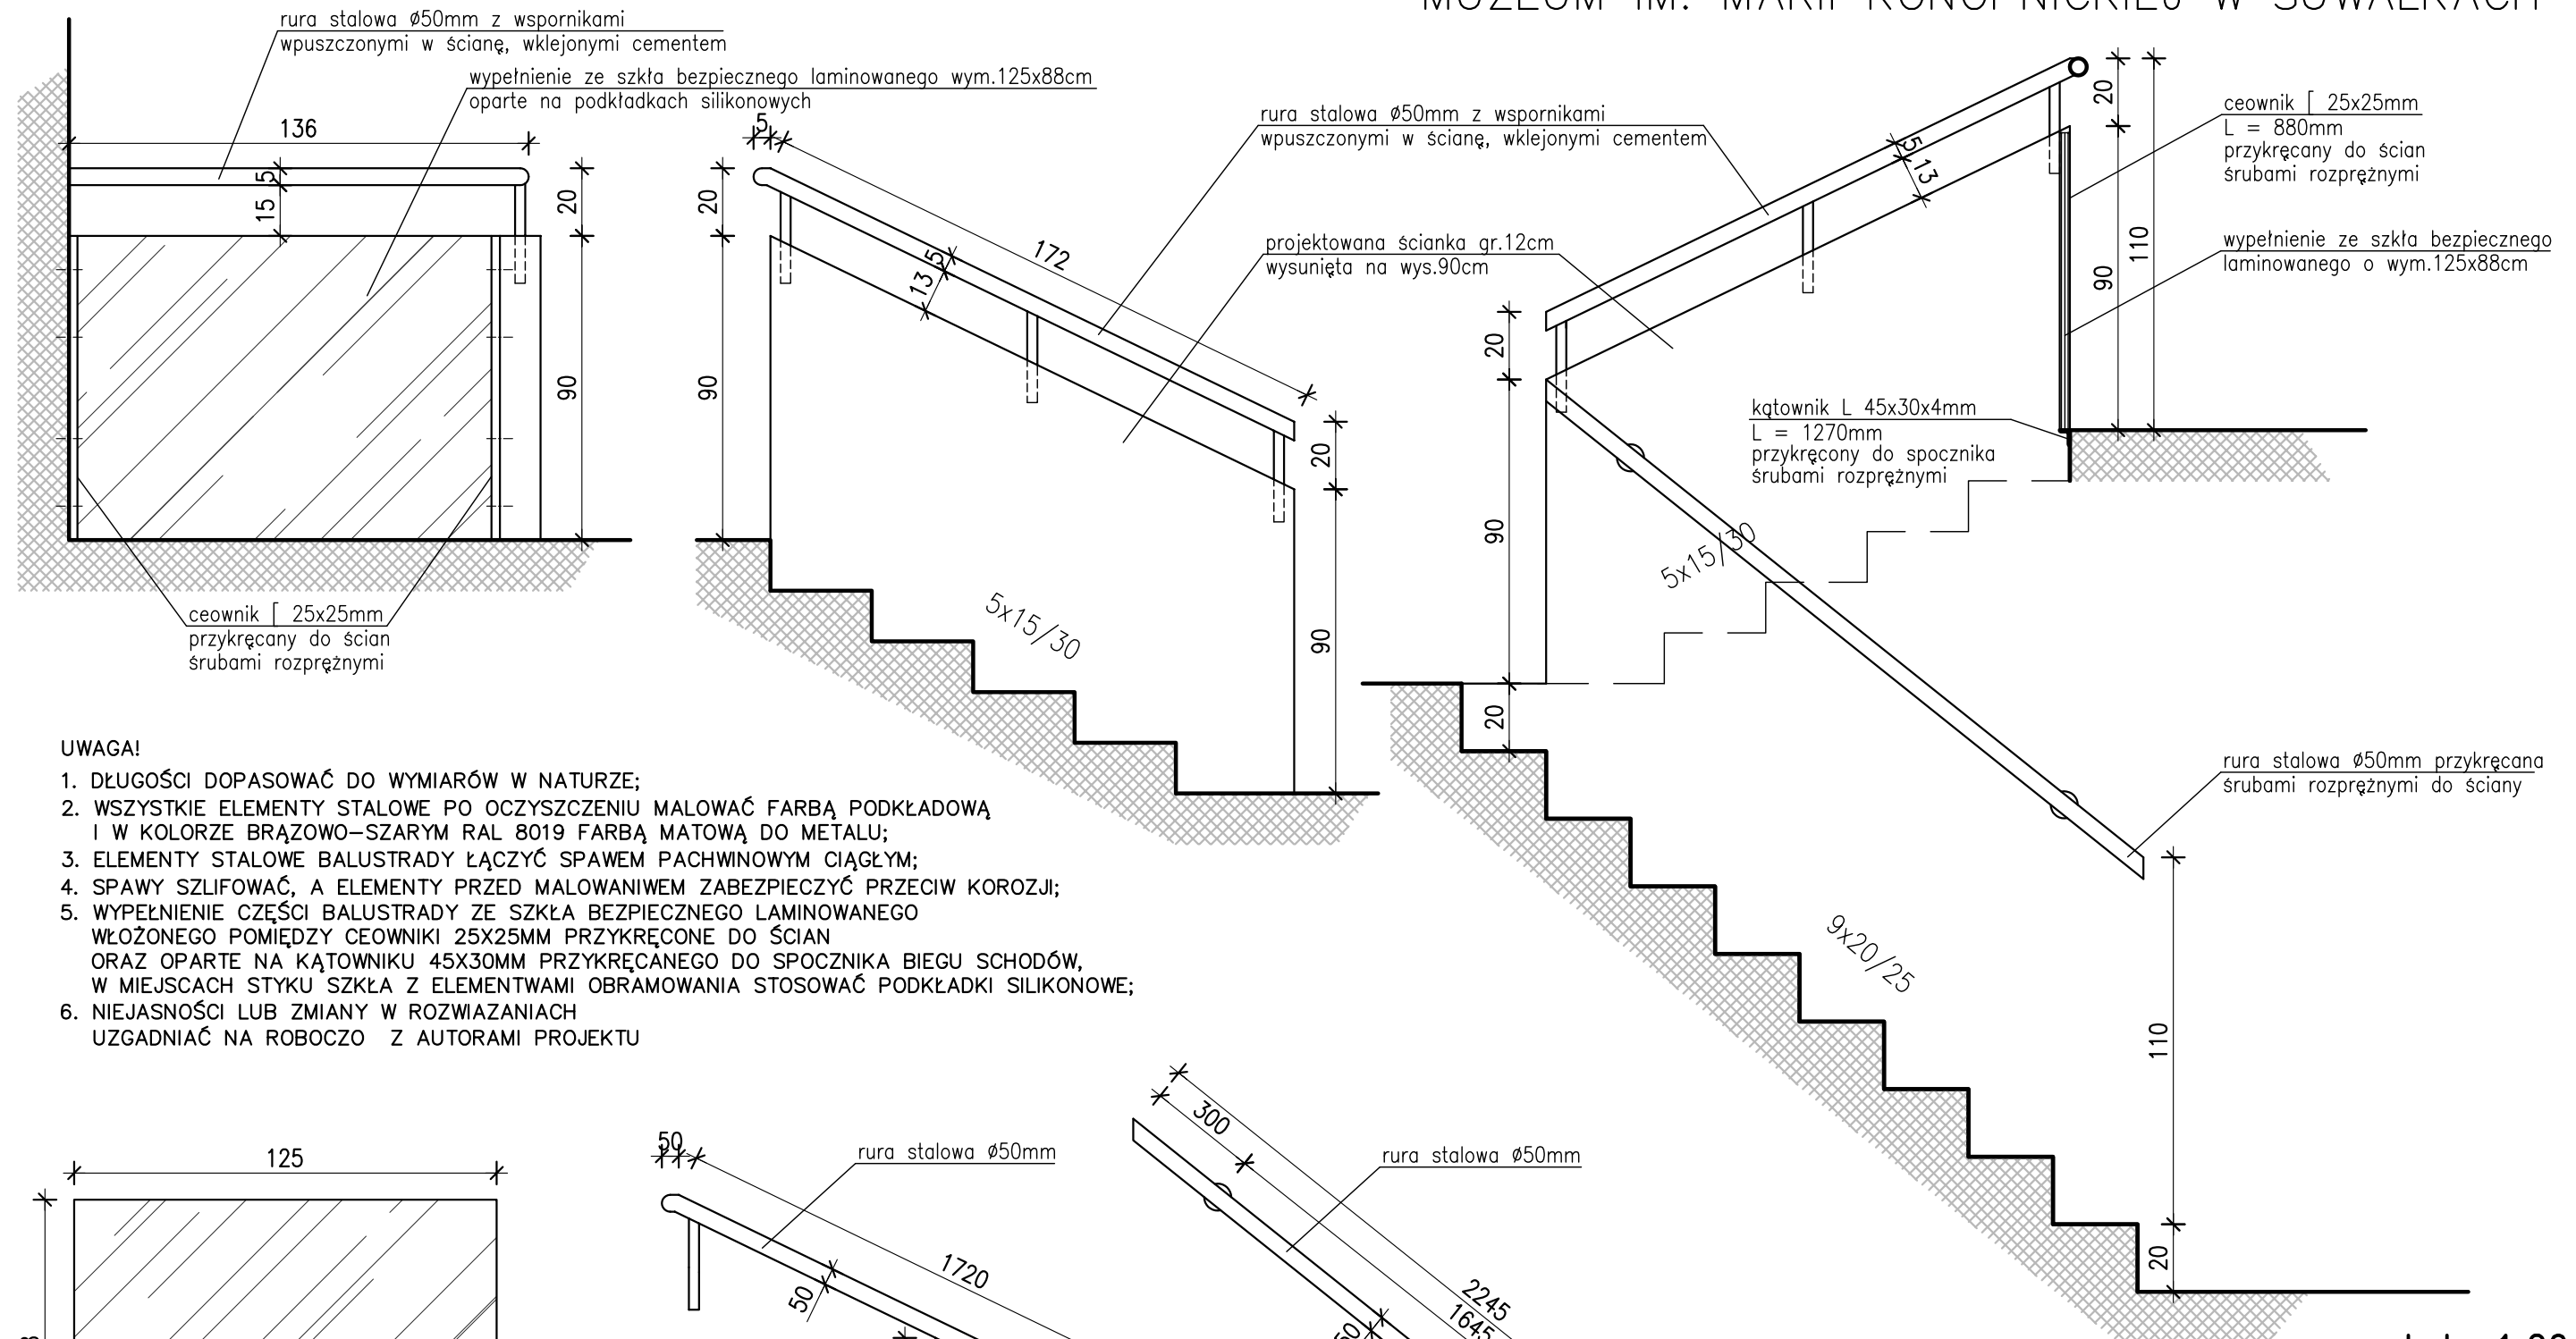 MUZEUM IM. MARII KONOPNICKIEJ W SUWAŁKACH
rura stalowa Ø50mm z wspornikami
wpuszczonymi w ścianę, wklejonymi cementem
wypełnienie ze szkła bezpiecznego laminowanego wym.125x88cm
oparte na podkładkach silikonowych
136
5
15
20
90
ceownik [ 25x25mm
przykręcany do ścian
śrubami rozprężnymi
rura stalowa Ø50mm z wspornikami
wpuszczonymi w ścianę, wklejonymi cementem
projektowana ścianka gr.12cm
wysunięta na wys.90cm
5
20
90
172
5
13
20
90
5x15/30
ceownik [ 25x25mm
L = 880mm
przykręcany do ścian
śrubami rozprężnymi
wypełnienie ze szkła bezpiecznego
laminowanego o wym.125x88cm
kątownik L 45x30x4mm
L = 1270mm
przykręcony do spocznika
śrubami rozprężnymi
5
13
20
110
90
20
90
20
5x15/30
9x20/25
rura stalowa Ø50mm przykręcana
śrubami rozprężnymi do ściany
110
20
UWAGA!
1. DŁUGOŚCI DOPASOWAĆ DO WYMIARÓW W NATURZE;
2. WSZYSTKIE ELEMENTY STALOWE PO OCZYSZCZENIU MALOWAĆ FARBĄ PODKŁADOWĄ
I W KOLORZE BRĄZOWO-SZARYM RAL 8019 FARBĄ MATOWĄ DO METALU;
3. ELEMENTY STALOWE BALUSTRADY ŁĄCZYĆ SPAWEM PACHWINOWYM CIĄGŁYM;
4. SPAWY SZLIFOWAĆ, A ELEMENTY PRZED MALOWANIWEM ZABEZPIECZYĆ PRZECIW KOROZJI;
5. WYPEŁNIENIE CZĘŚCI BALUSTRADY ZE SZKŁA BEZPIECZNEGO LAMINOWANEGO
WŁOŻONEGO POMIĘDZY CEOWNIKI 25X25MM PRZYKRĘCONE DO ŚCIAN
ORAZ OPARTE NA KĄTOWNIKU 45X30MM PRZYKRĘCANEGO DO SPOCZNIKA BIEGU SCHODÓW,
W MIEJSCACH STYKU SZKŁA Z ELEMENTWAMI OBRAMOWANIA STOSOWAĆ PODKŁADKI SILIKONOWE;
6. NIEJASNOŚCI LUB ZMIANY W ROZWIAZANIACH
UZGADNIAĆ NA ROBOCZO Z AUTORAMI PROJEKTU
125
50
rura stalowa Ø50mm
1720
50
300
rura stalowa Ø50mm
2245
1645